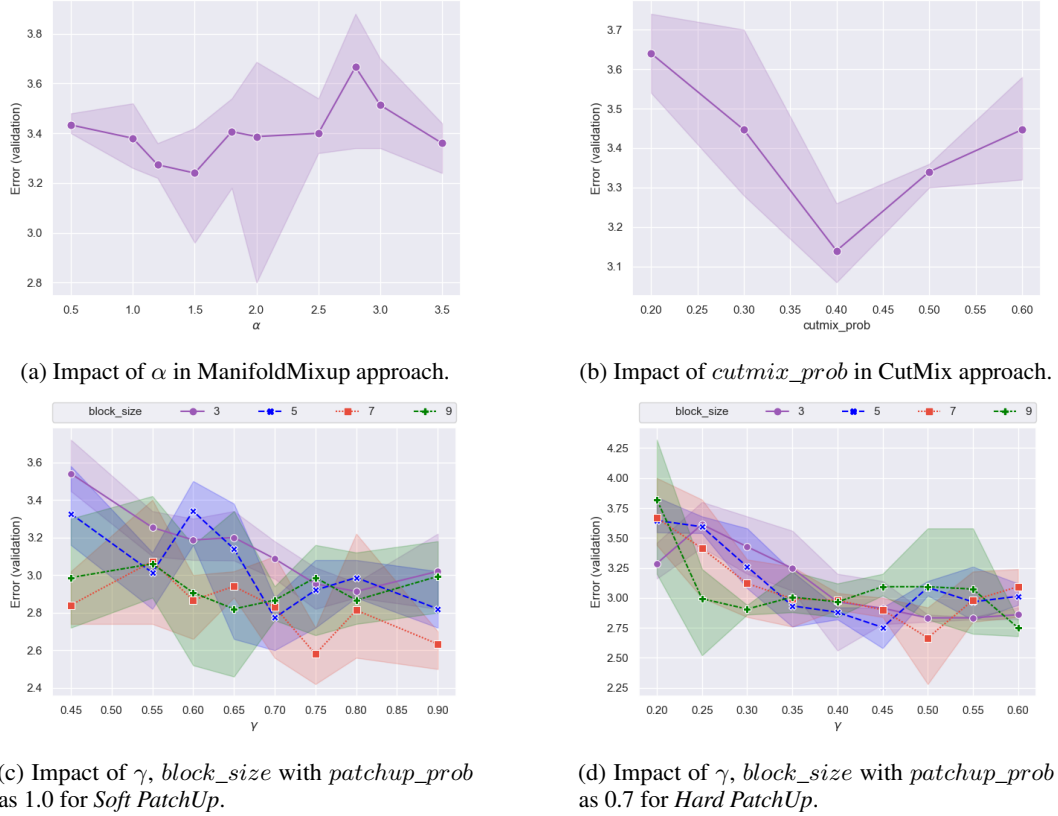 3.8
3.6
3.4
3.2
3.0
2.8
Error (validation)
0.5 1.0 1.5 2.0 2.5 3.0 3.5
α
(a) Impact of α in ManifoldMixup approach.
3.7
3.6
3.5
3.4
3.3
3.2
3.1
Error (validation)
0.20 0.25 0.30 0.35 0.40 0.45 0.50 0.55 0.60
cutmix_prob
(b) Impact of cutmix_prob in CutMix approach.
block_size 3 5 7 9
3.6
3.4
3.2
3.0
2.8
2.6
2.4
Error (validation)
0.45 0.50 0.55 0.60 0.65 0.70 0.75 0.80 0.85 0.90
γ
(c) Impact of γ, block_size with patchup_prob
as 1.0 for Soft PatchUp.
block_size 3 5 7 9
4.25
4.00
3.75
3.50
3.25
3.00
2.75
2.50
2.25
Error (validation)
0.20 0.25 0.30 0.35 0.40 0.45 0.50 0.55 0.60
γ
(d) Impact of γ, block_size with patchup_prob
as 0.7 for Hard PatchUp.